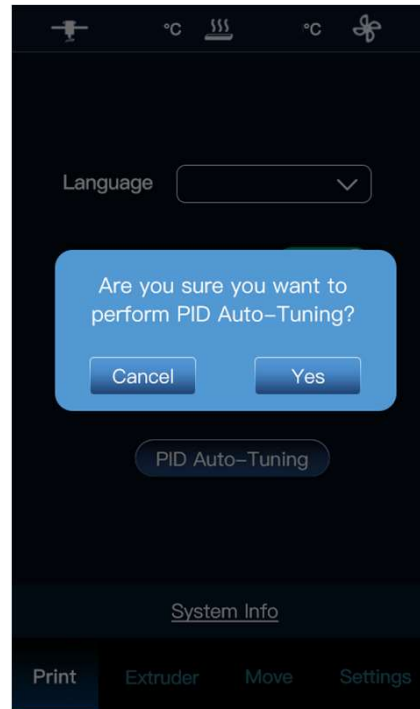 °C °C
Language
Are you sure you want to
perform PID Auto-Tuning?
Cancel Yes
PID Auto-Tuning
System Info
Print Extruder Move Settings